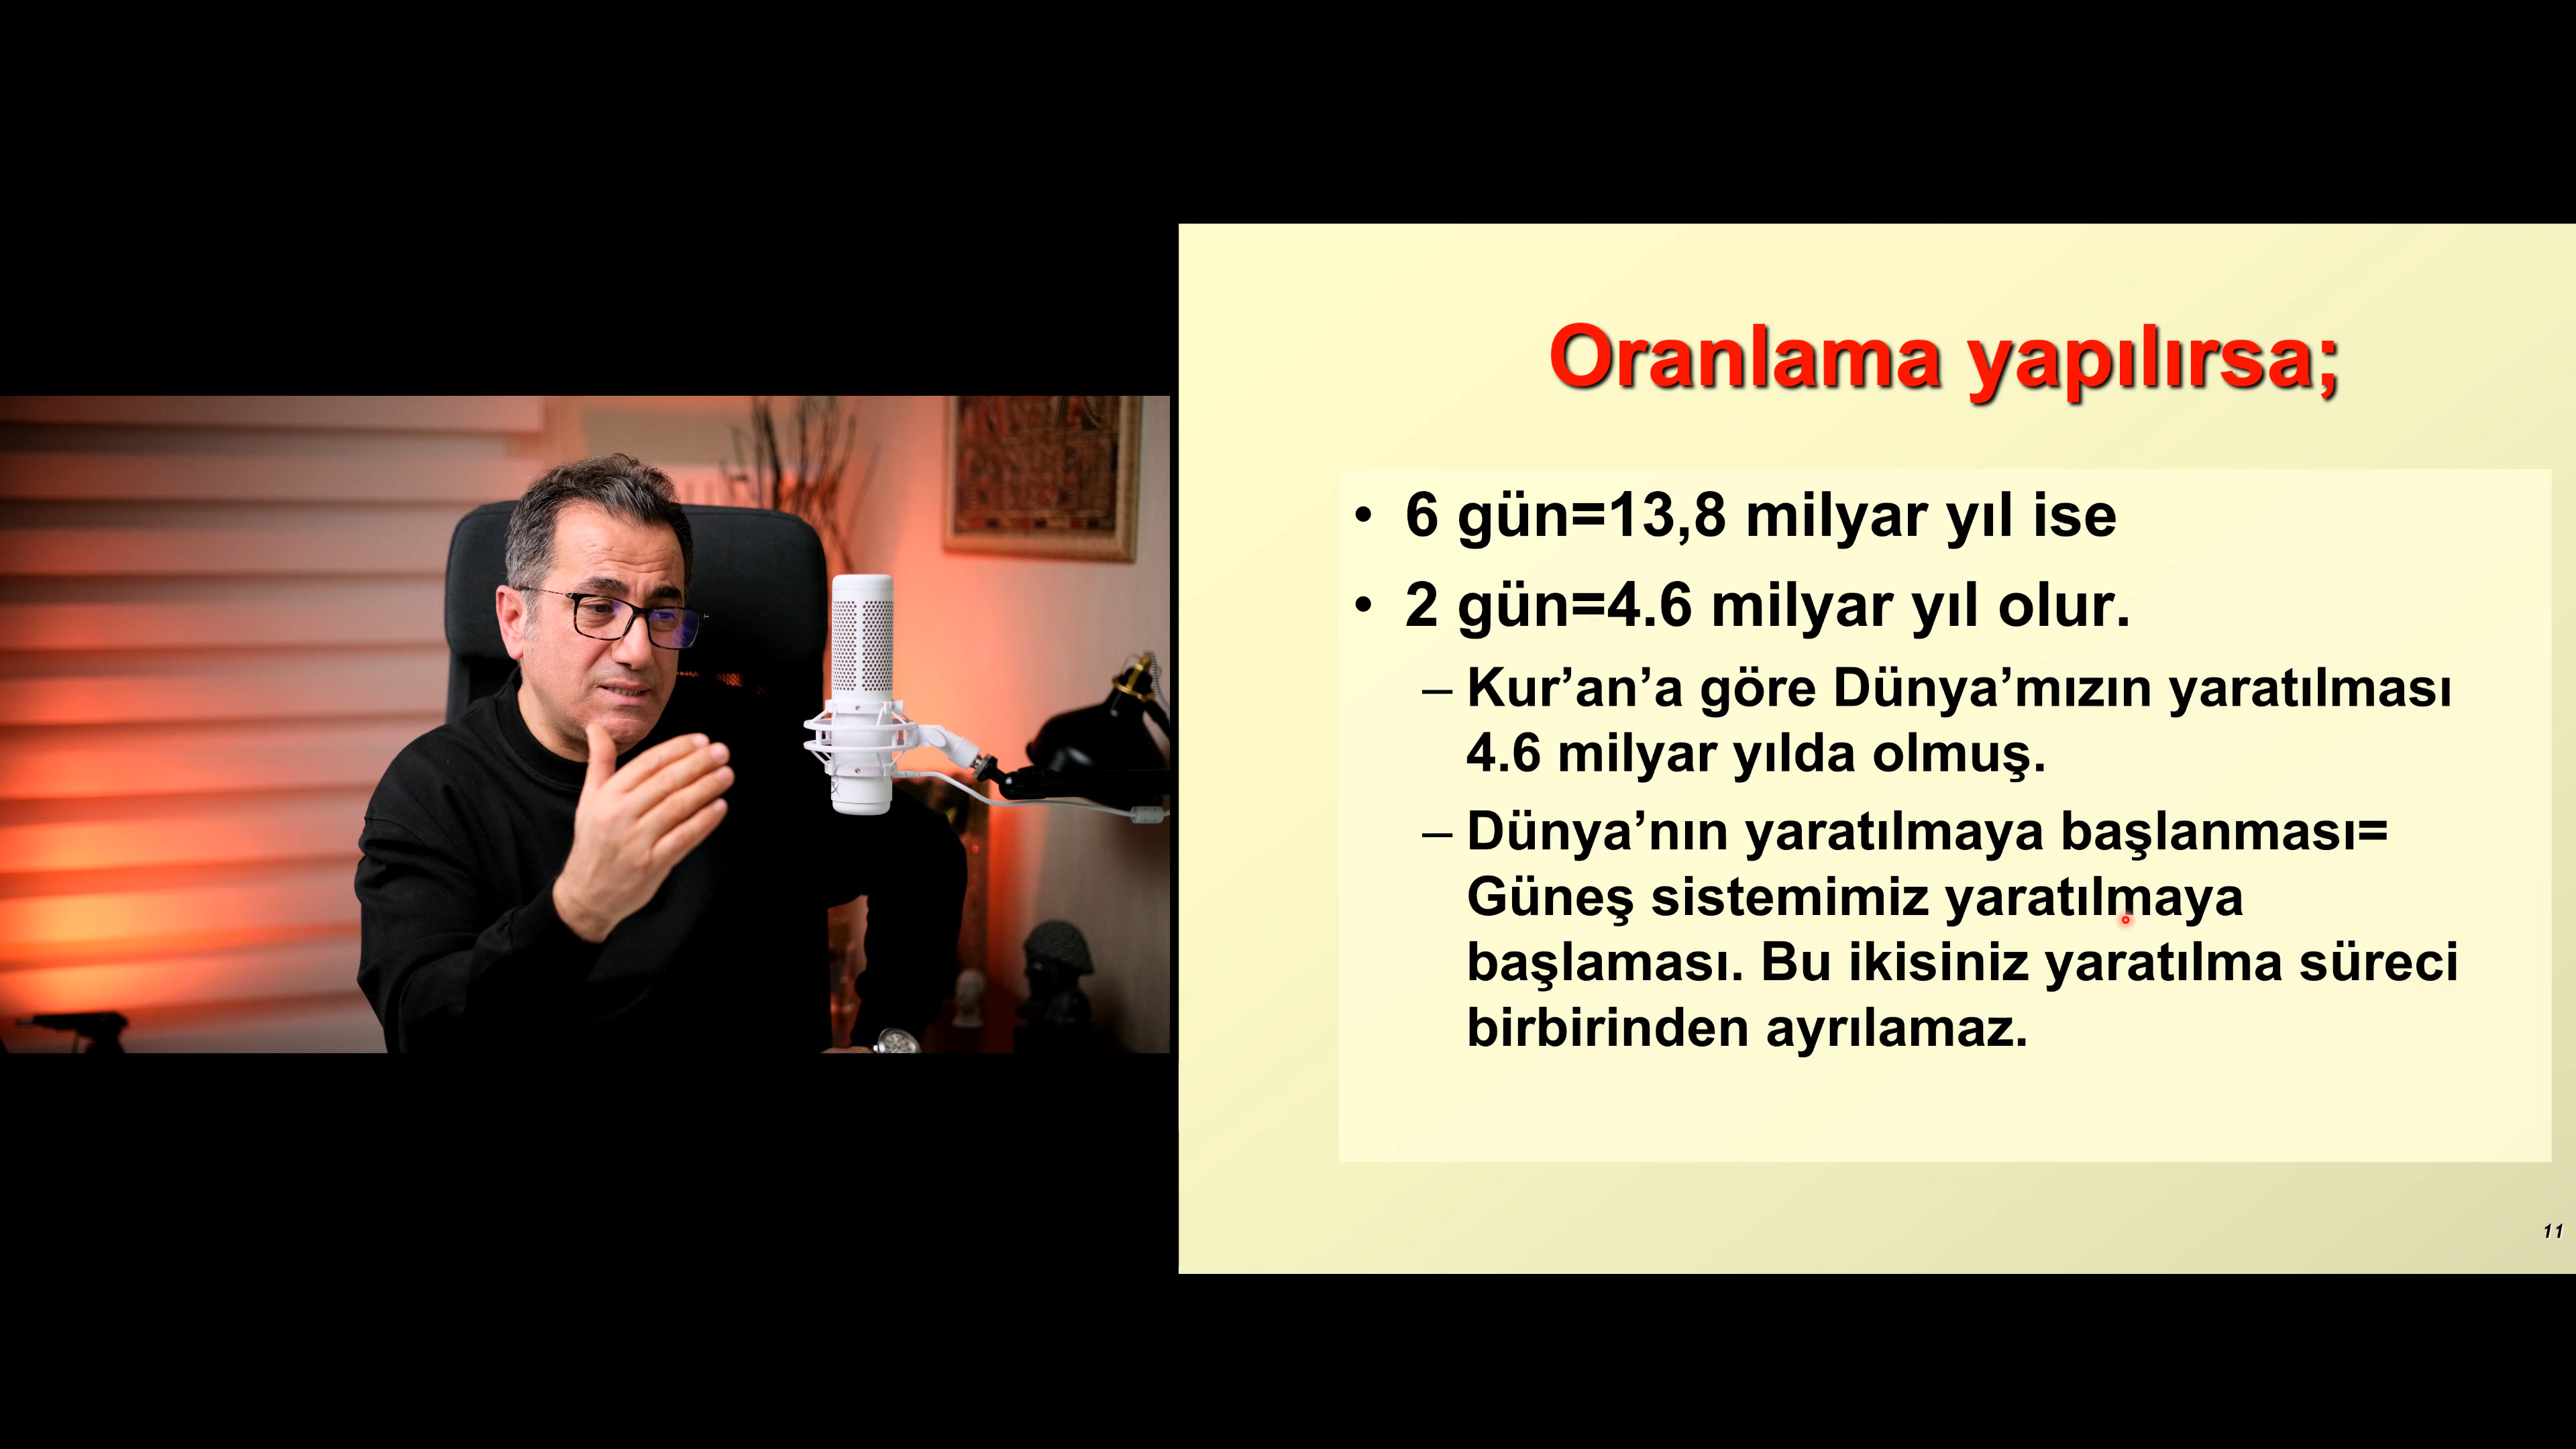 Oranlama yapılırsa;
• 6 gün=13,8 milyar yıl ise
• 2 gün=4.6 milyar yıl olur.
– Kur’an’a göre Dünya’mızın yaratılması
4.6 milyar yılda olmuş.
– Dünya’nın yaratılmaya başlanması=
Güneş sistemimiz yaratılmaya
başlaması. Bu ikisiniz yaratılma süreci
birbirinden ayrılamaz.
11